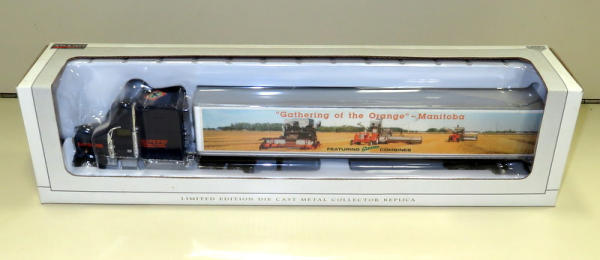 "Gathering of the Orange" - Manitoba
FEATURING COMBINES
LIMITED EDITION DIE CAST METAL COLLECTOR REPLICA